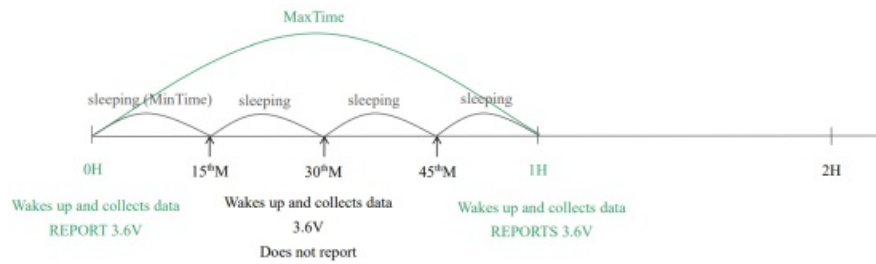 MaxTime
sleeping (MinTime) sleeping sleeping sleeping
0H 15thM 30thM 45thM 1H 2H
Wakes up and collects data
REPORT 3.6V
Wakes up and collects data
3.6V
Does not report
Wakes up and collects data
REPORTS 3.6V